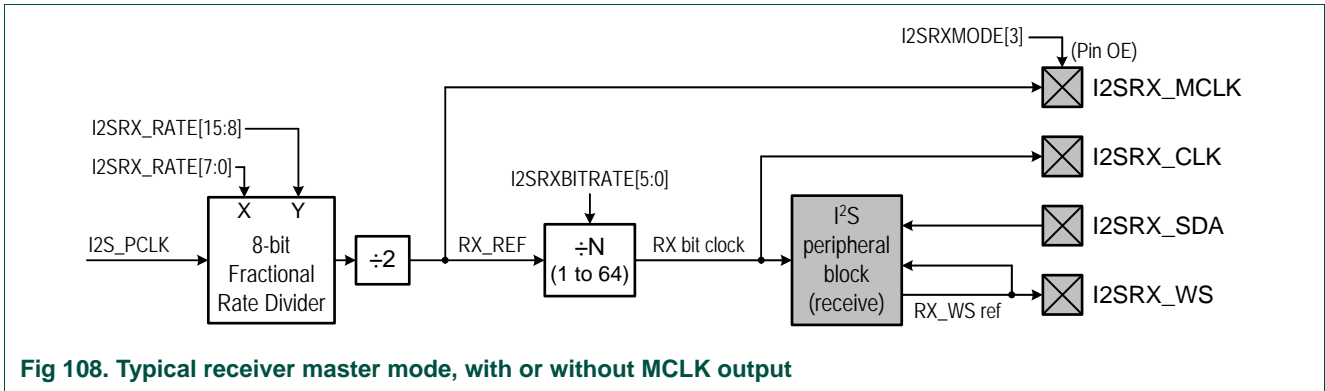 I2SRXMODE[3]
(Pin OE)
I2SRX_MCLK
I2SRX_RATE[15:8]
I2SRX_RATE[7:0]
I2SRX_CLK
I2SRXBITRATE[5:0]
X Y
I2S_PCLK
8-bit
Fractional
Rate Divider
÷2
RX_REF
÷N
(1 to 64)
RX bit clock
I²S
peripheral
block
(receive)
I2SRX_SDA
RX_WS ref
I2SRX_WS
Fig 108. Typical receiver master mode, with or without MCLK output